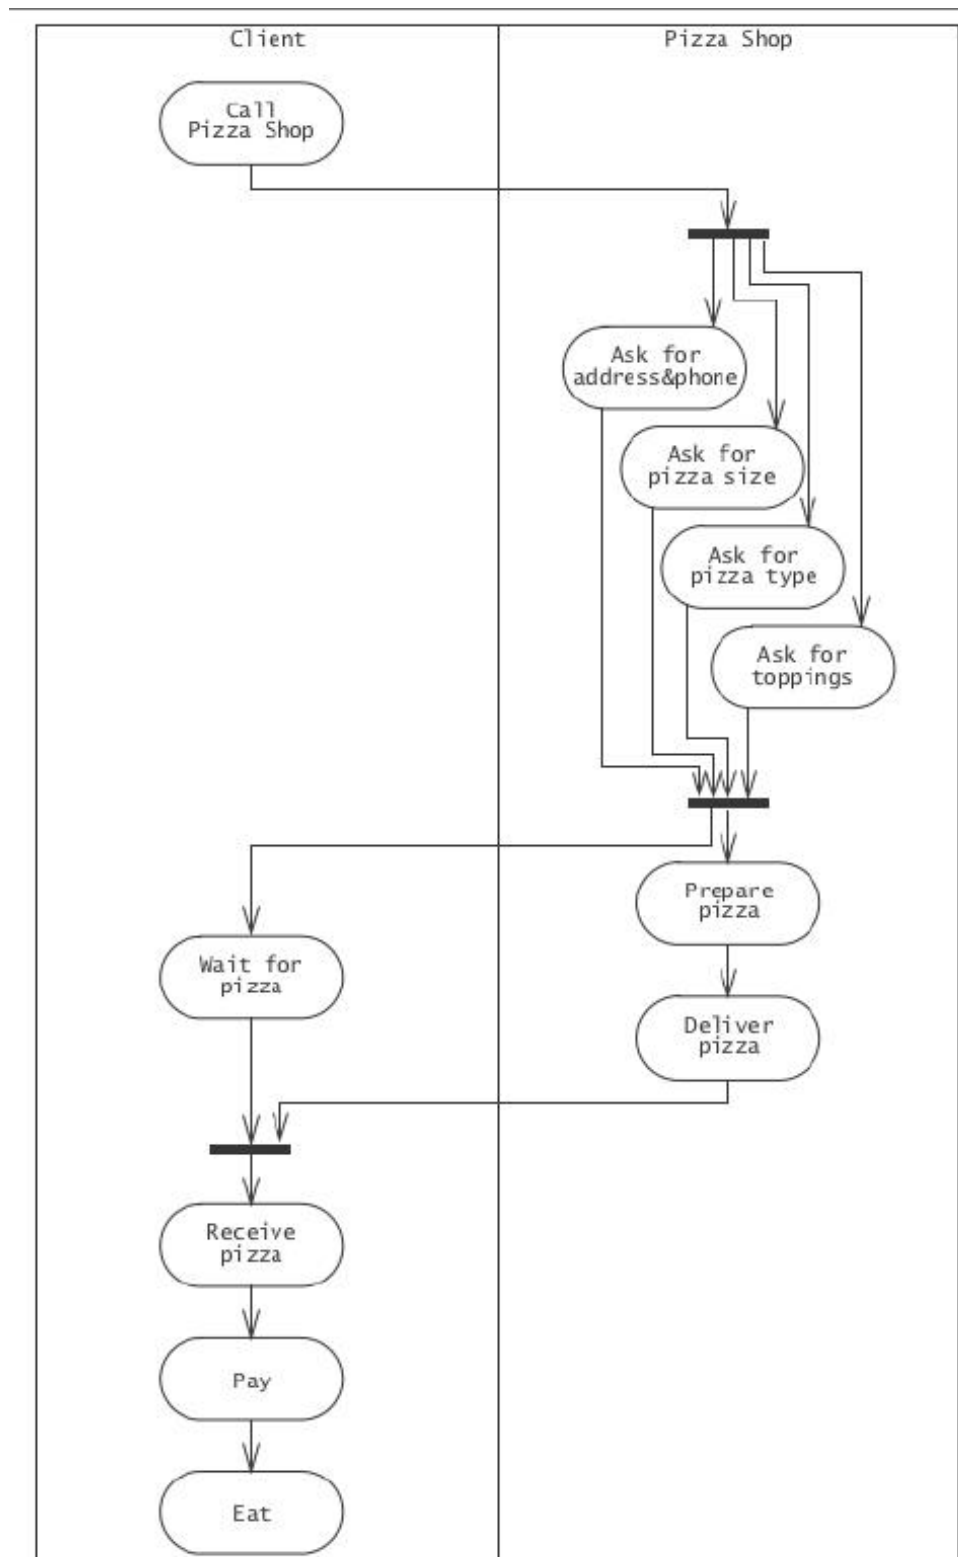 Client
Pizza Shop
Call
Pizza Shop
Ask for
address&phone
Ask for
pizza size
Ask for
pizza type
Ask for
toppings
Prepare
pizza
Wait for
pizza
Deliver
pizza
Receive
pizza
Pay
Eat